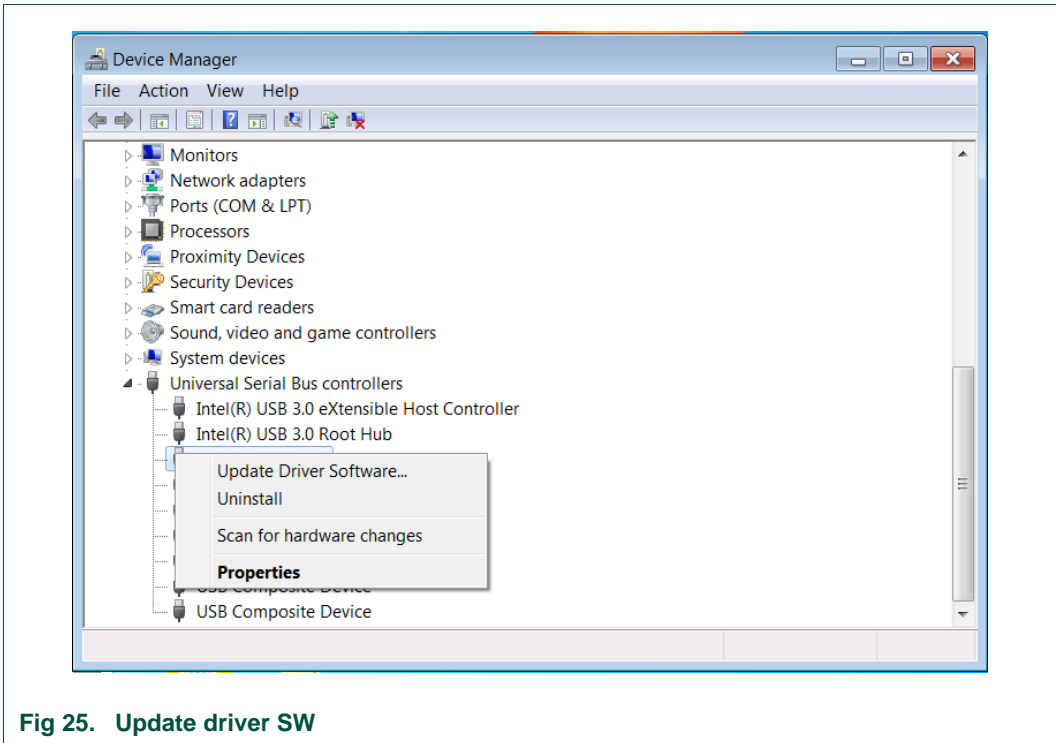 Device Manager
File Action View Help
Monitors
Network adapters
Ports (COM & LPT)
Processors
Proximity Devices
Security Devices
Smart card readers
Sound, video and game controllers
System devices
Universal Serial Bus controllers
Intel(R) USB 3.0 eXtensible Host Controller
Intel(R) USB 3.0 Root Hub
Update Driver Software...
Uninstall
Scan for hardware changes
Properties
USB Composite Device
USB Composite Device
Fig 25. Update driver SW